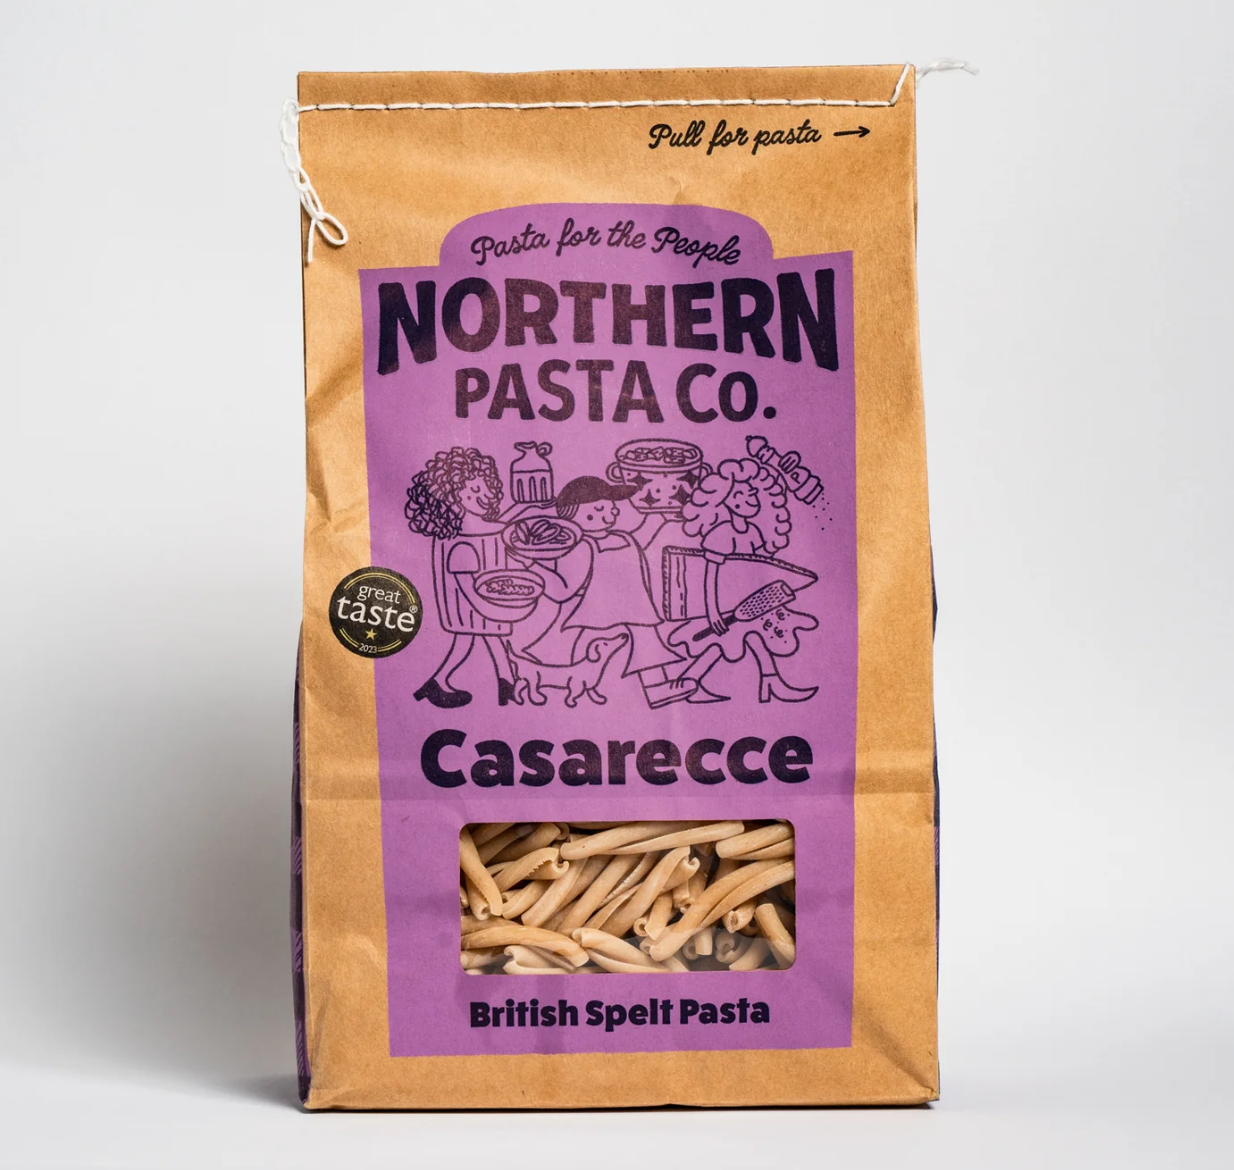 Pull for pasta →
Pasta for the People
NORTHERN
PASTA CO.
great
taste®
2023
Casarecce
British Spelt Pasta